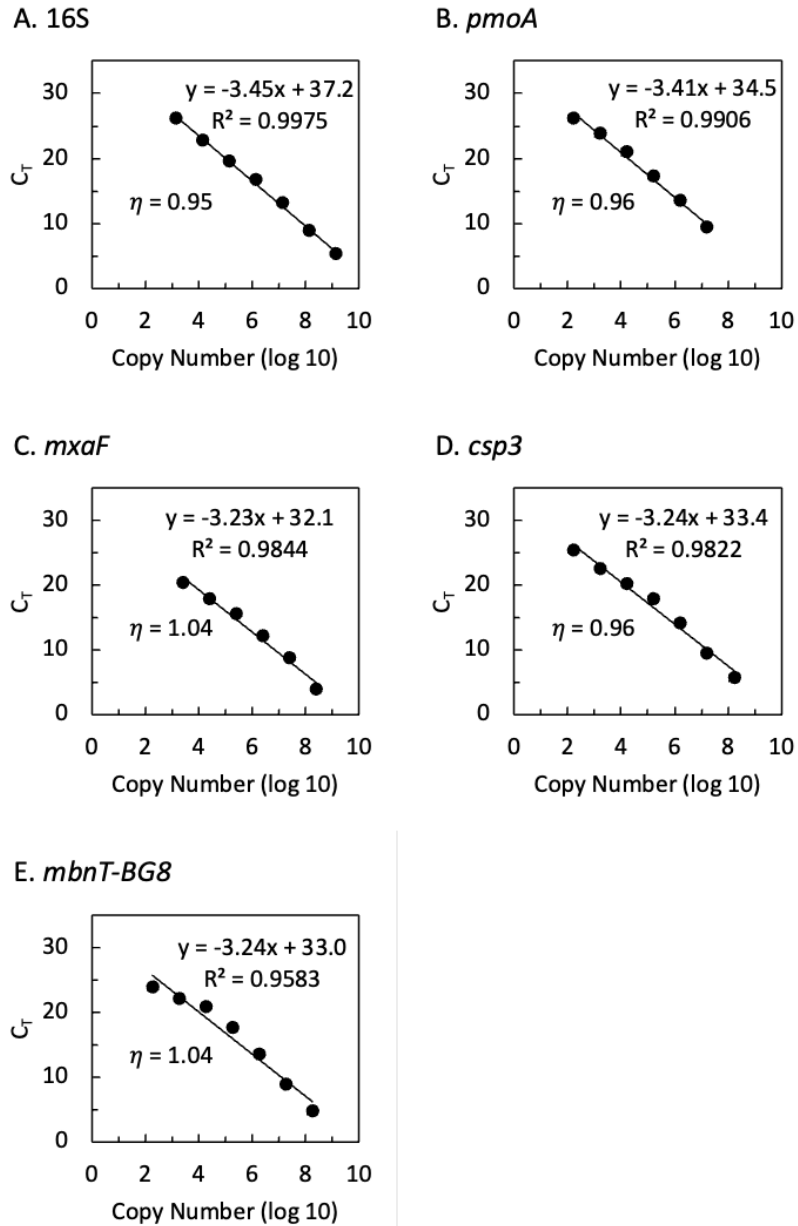 A. 16S
y = -3.45x + 37.2
R² = 0.9975
η = 0.95
C_T
30
20
10
0
0 2 4 6 8 10
Copy Number (log 10)
B. pmoA
y = -3.41x + 34.5
R² = 0.9906
η = 0.96
C_T
30
20
10
0
0 2 4 6 8 10
Copy Number (log 10)
C. mxaF
y = -3.23x + 32.1
R² = 0.9844
η = 1.04
C_T
30
20
10
0
0 2 4 6 8 10
Copy Number (log 10)
D. csp3
y = -3.24x + 33.4
R² = 0.9822
η = 0.96
C_T
30
20
10
0
0 2 4 6 8 10
Copy Number (log 10)
E. mbnT-BG8
y = -3.24x + 33.0
R² = 0.9583
η = 1.04
C_T
30
20
10
0
0 2 4 6 8 10
Copy Number (log 10)